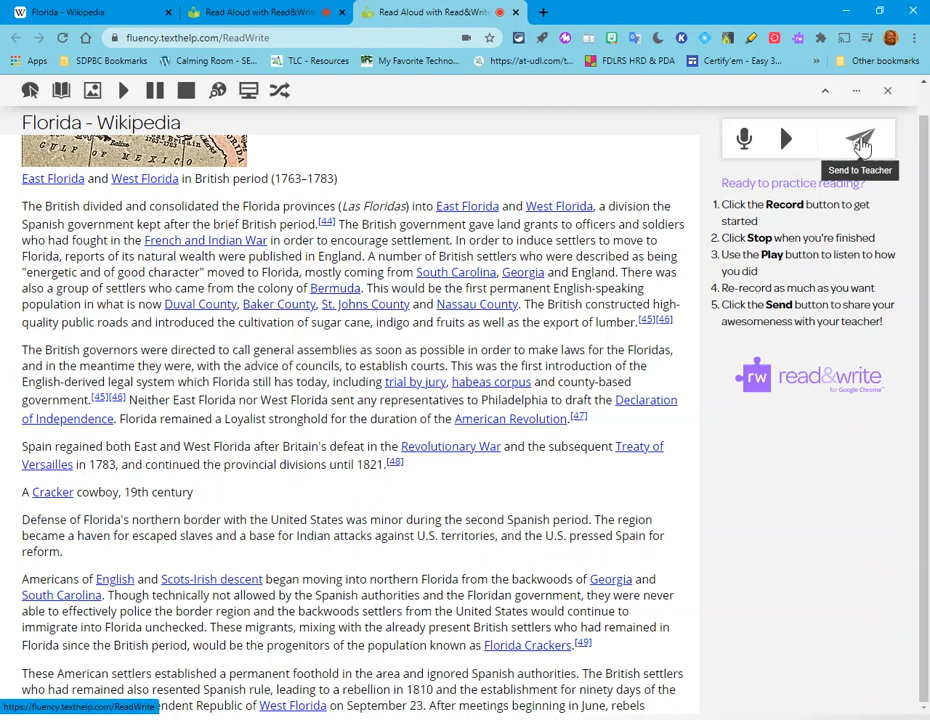 Florida - Wikipedia
Read Aloud with Read&Write
Read Aloud with Read&Write
fluency.texthelp.com/ReadWrite
Apps
SDPBC Bookmarks
Calming Room - SE...
TLC - Resources
My Favorite Techno...
https://at-udl.com/t...
FDLRS HRD & PDA
Certify'em - Easy 3...
»
Other bookmarks
Florida - Wikipedia
GULF OF MEXICO
East Florida and West Florida in British period (1763–1783)
The British divided and consolidated the Florida provinces (Las Floridas) into East Florida and West Florida, a division the
Spanish government kept after the brief British period.[44] The British government gave land grants to officers and soldiers
who had fought in the French and Indian War in order to encourage settlement. In order to induce settlers to move to
Florida, reports of its natural wealth were published in England. A number of British settlers who were described as being
"energetic and of good character" moved to Florida, mostly coming from South Carolina, Georgia and England. There was
also a group of settlers who came from the colony of Bermuda. This would be the first permanent English-speaking
population in what is now Duval County, Baker County, St. Johns County and Nassau County. The British constructed high-
quality public roads and introduced the cultivation of sugar cane, indigo and fruits as well as the export of lumber.[45][46]
The British governors were directed to call general assemblies as soon as possible in order to make laws for the Floridas,
and in the meantime they were, with the advice of councils, to establish courts. This was the first introduction of the
English-derived legal system which Florida still has today, including trial by jury, habeas corpus and county-based
government.[45][46] Neither East Florida nor West Florida sent any representatives to Philadelphia to draft the Declaration
of Independence. Florida remained a Loyalist stronghold for the duration of the American Revolution.[47]
Spain regained both East and West Florida after Britain's defeat in the Revolutionary War and the subsequent Treaty of
Versailles in 1783, and continued the provincial divisions until 1821.[48]
A Cracker cowboy, 19th century
Defense of Florida's northern border with the United States was minor during the second Spanish period. The region
became a haven for escaped slaves and a base for Indian attacks against U.S. territories, and the U.S. pressed Spain for
reform.
Americans of English and Scots-Irish descent began moving into northern Florida from the backwoods of Georgia and
South Carolina. Though technically not allowed by the Spanish authorities and the Floridan government, they were never
able to effectively police the border region and the backwoods settlers from the United States would continue to
immigrate into Florida unchecked. These migrants, mixing with the already present British settlers who had remained in
Florida since the British period, would be the progenitors of the population known as Florida Crackers.[49]
These American settlers established a permanent foothold in the area and ignored Spanish authorities. The British settlers
who had remained also resented Spanish rule, leading to a rebellion in 1810 and the establishment for ninety days of the
https://fluency.texthelp.com/ReadWrite
endent Republic of West Florida on September 23. After meetings beginning in June, rebels
Send to Teacher
Ready to practice reading?
1. Click the Record button to get
started
2. Click Stop when you're finished
3. Use the Play button to listen to how
you did
4. Re-record as much as you want
5. Click the Send button to share your
awesomeness with your teacher!
rw read&write
for Google Chrome™